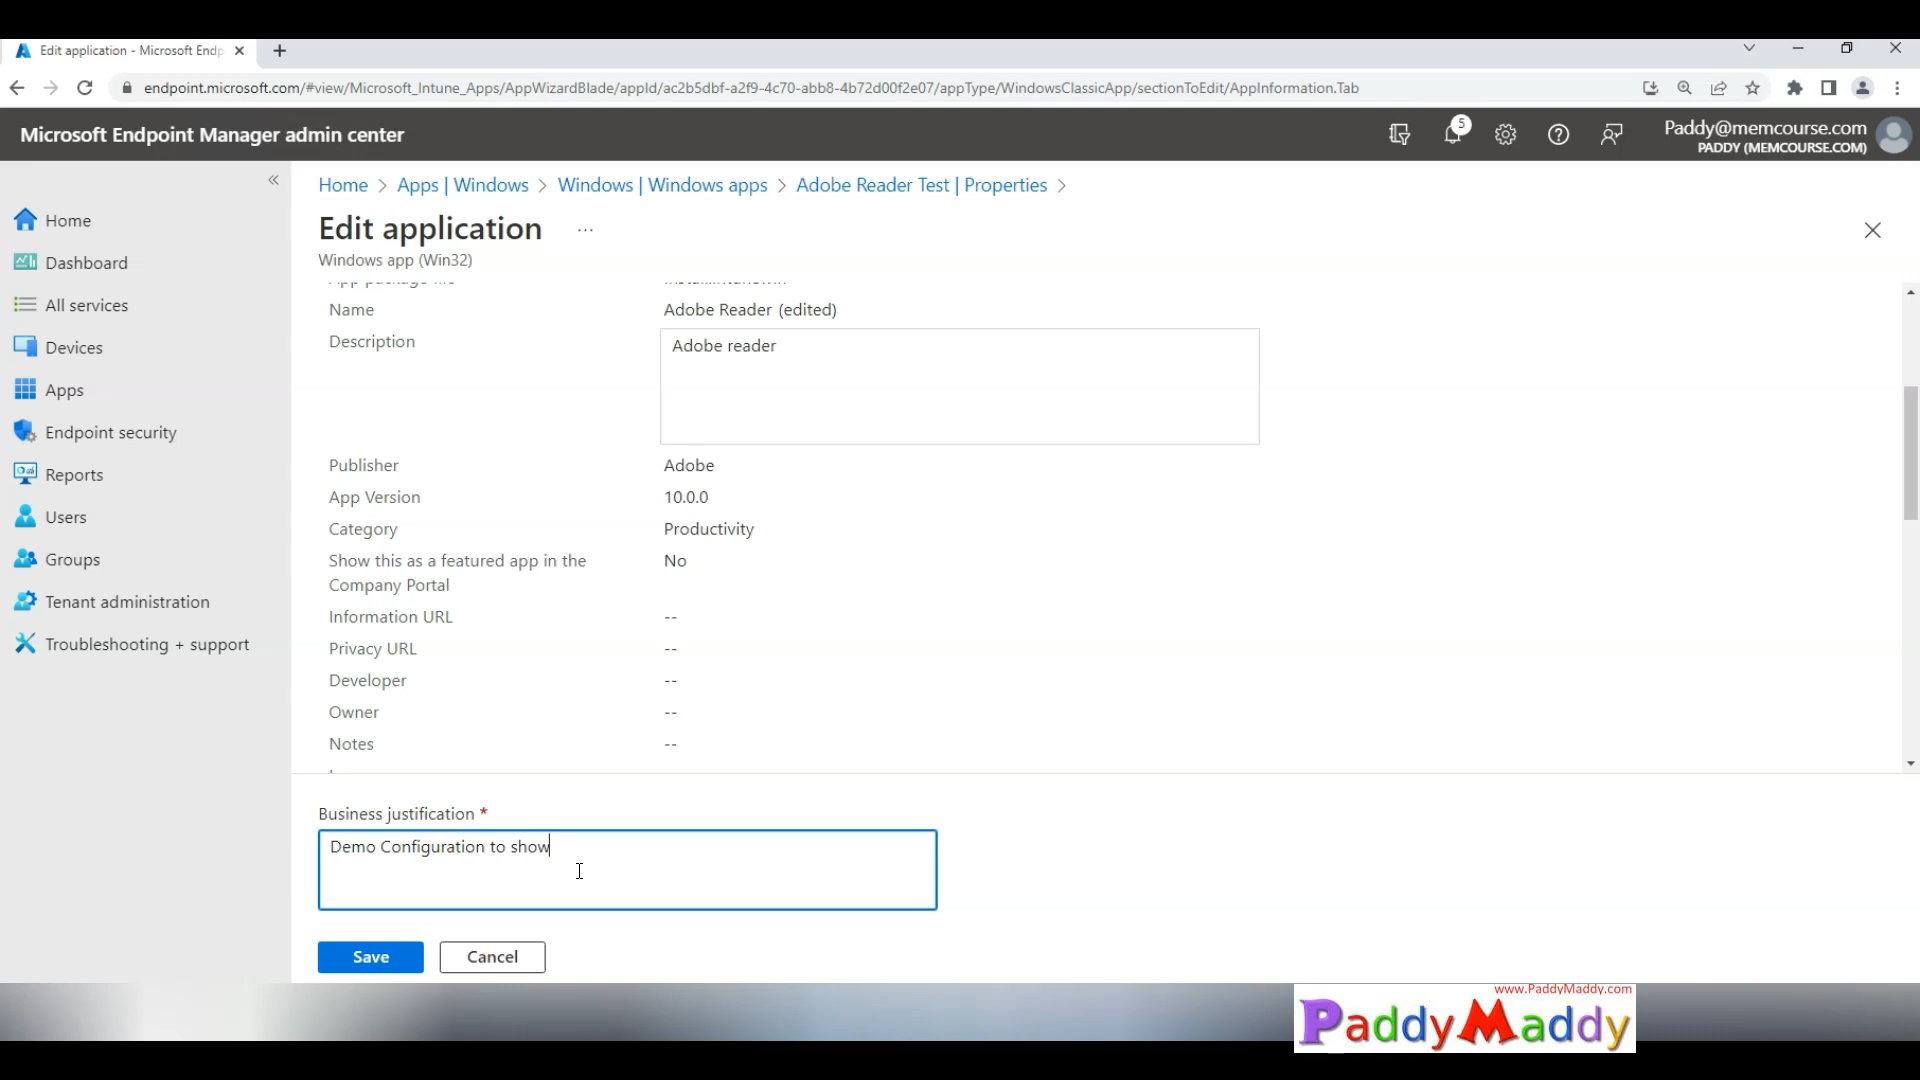 Edit application - Microsoft Endp
endpoint.microsoft.com/#view/Microsoft_Intune_Apps/AppWizardBlade/appId/ac2b5dbf-a2f9-4c70-abb8-4b72d00f2e07/appType/WindowsClassicApp/sectionToEdit/AppInformation.Tab
Microsoft Endpoint Manager admin center
5
Paddy@memcourse.com
PADDY (MEMCOURSE.COM)
Home > Apps | Windows > Windows | Windows apps > Adobe Reader Test | Properties >
Edit application ...
Windows app (Win32)
Home
Dashboard
All services
Devices
Apps
Endpoint security
Reports
Users
Groups
Tenant administration
Troubleshooting + support
Name Adobe Reader (edited)
Description Adobe reader
Publisher Adobe
App Version 10.0.0
Category Productivity
Show this as a featured app in the No
Company Portal
Information URL --
Privacy URL --
Developer --
Owner --
Notes --
Business justification *
Demo Configuration to show
Save Cancel
www.PaddyMaddy.com
PaddyMaddy